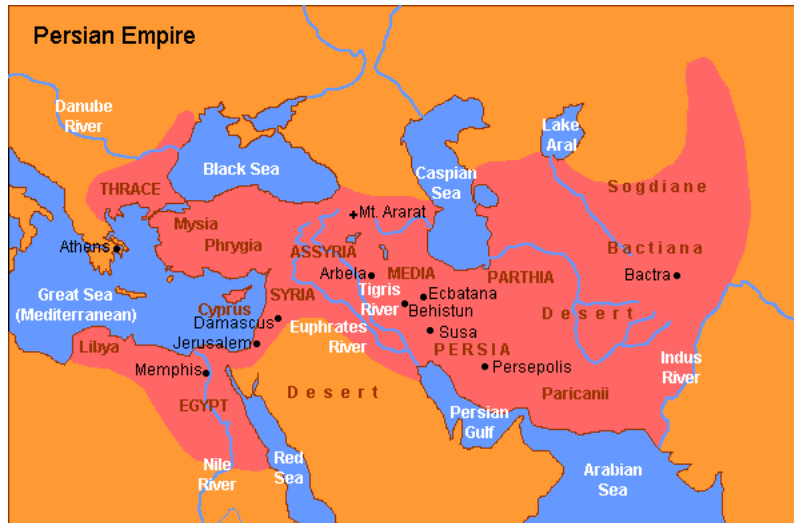 Persian Empire
Danube
River
Black Sea
Caspian
Sea
Lake
Aral
THRACE
Sogdiane
Mysia
Phrygia
Mt. Ararat
Athens
ASSYRIA
Bactiana
Arbela
MEDIA
PARTHIA
Bactra
Great Sea
(Mediterranean)
Cyprus
SYRIA
Tigris
River
Ecbatana
Behistun
Desert
Damascus
Euphrates
River
Susa
Libya
Jerusalem
PERSIA
Indus
River
Memphis
Persepolis
Desert
Paricanii
EGYPT
Persian
Gulf
Nile
River
Red
Sea
Arabian
Sea